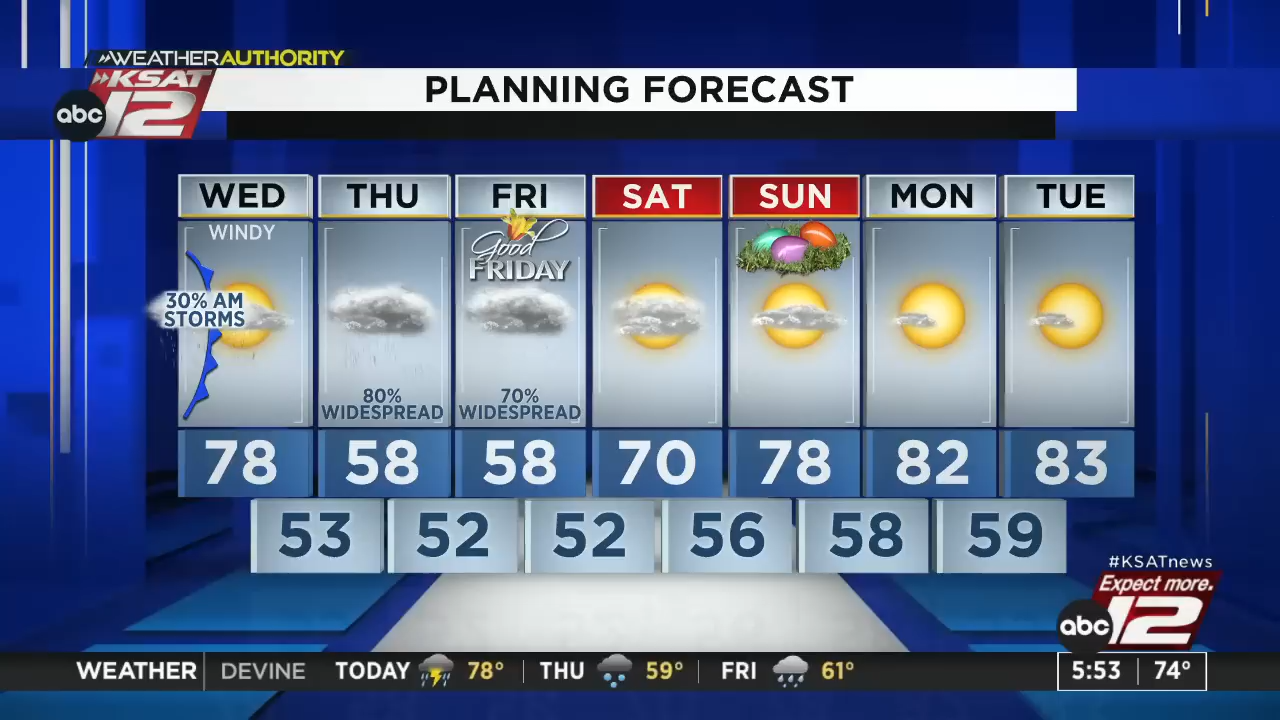 WEATHER AUTHORITY
KSAT
abc 12
PLANNING FORECAST
WED THU FRI SAT SUN MON TUE
WINDY
Good
FRIDAY
30% AM
STORMS
80%
WIDESPREAD
70%
WIDESPREAD
78 58 58 70 78 82 83
53 52 52 56 58 59
#KSATnews
Expect more.
abc 12
WEATHER DEVINE TODAY 78° THU 59° FRI 61° 5:53 74°